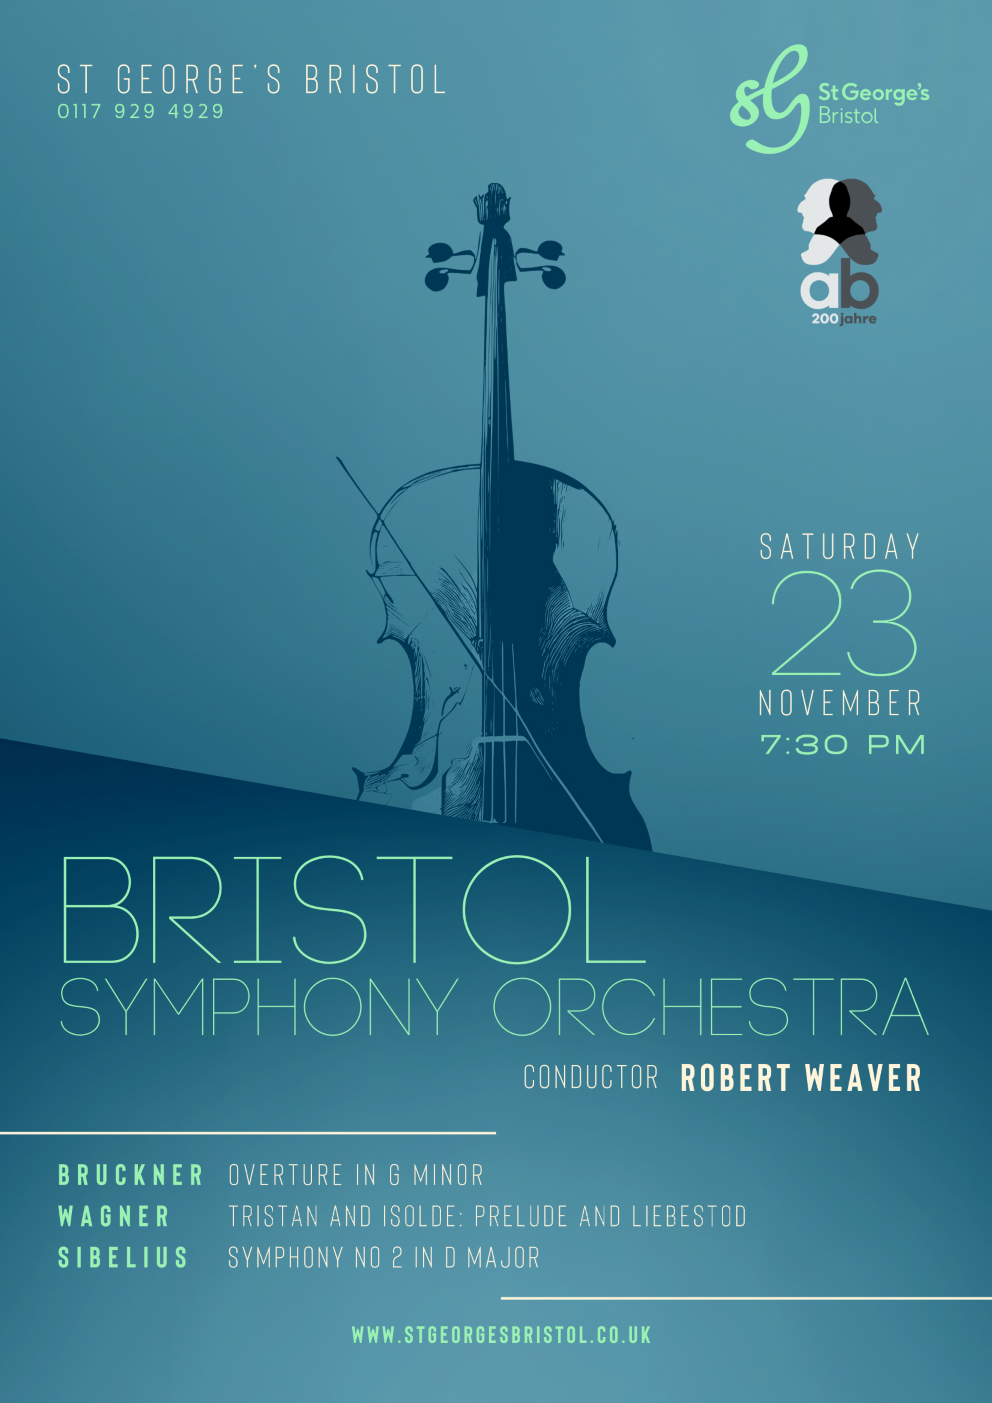 ST GEORGE'S BRISTOL
0117 929 4929
sG
St George's
Bristol
ab
200 jahre
SATURDAY
23
NOVEMBER
7:30 PM
BRISTOL
SYMPHONY ORCHESTRA
CONDUCTOR ROBERT WEAVER
BRUCKNER OVERTURE IN G MINOR
WAGNER TRISTAN AND ISOLDE: PRELUDE AND LIEBESTOD
SIBELIUS SYMPHONY NO 2 IN D MAJOR
WWW.STGEORGESBRISTOL.CO.UK